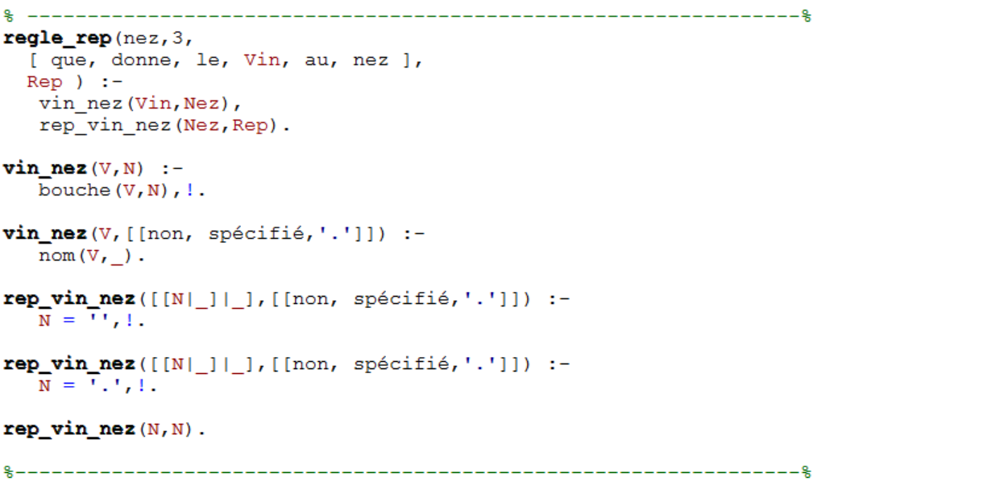 % ----------------------------------------------------------------%
regle_rep(nez,3,
  [ que, donne, le, Vin, au, nez ],
  Rep ) :-
   vin_nez(Vin,Nez),
   rep_vin_nez(Nez,Rep).
vin_nez(V,N) :-
   bouche(V,N),!.
vin_nez(V,[[non, spécifié,'.']]) :-
   nom(V,_).
rep_vin_nez([[N|_]|_],[[non, spécifié,'.']]) :-
   N = '',!.
rep_vin_nez([[N|_]|_],[[non, spécifié,'.']]) :-
   N = '.',!.
rep_vin_nez(N,N).
%-----------------------------------------------------------------%